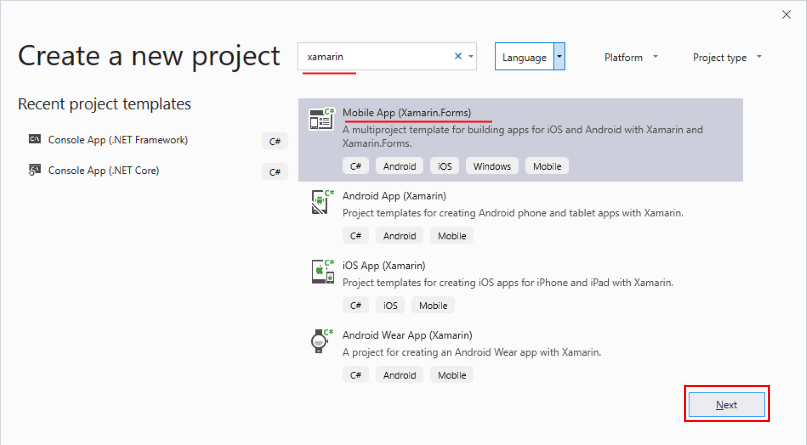 Create a new project
xamarin
Language
Platform
Project type
Recent project templates
Console App (.NET Framework)
C#
Console App (.NET Core)
C#
Mobile App (Xamarin.Forms)
A multiproject template for building apps for iOS and Android with Xamarin and
Xamarin.Forms.
C# Android iOS Windows Mobile
Android App (Xamarin)
Project templates for creating Android phone and tablet apps with Xamarin.
C# Android Mobile
iOS App (Xamarin)
Project templates for creating iOS apps for iPhone and iPad with Xamarin.
C# iOS Mobile
Android Wear App (Xamarin)
A project for creating an Android Wear app with Xamarin.
C# Android Mobile
Next